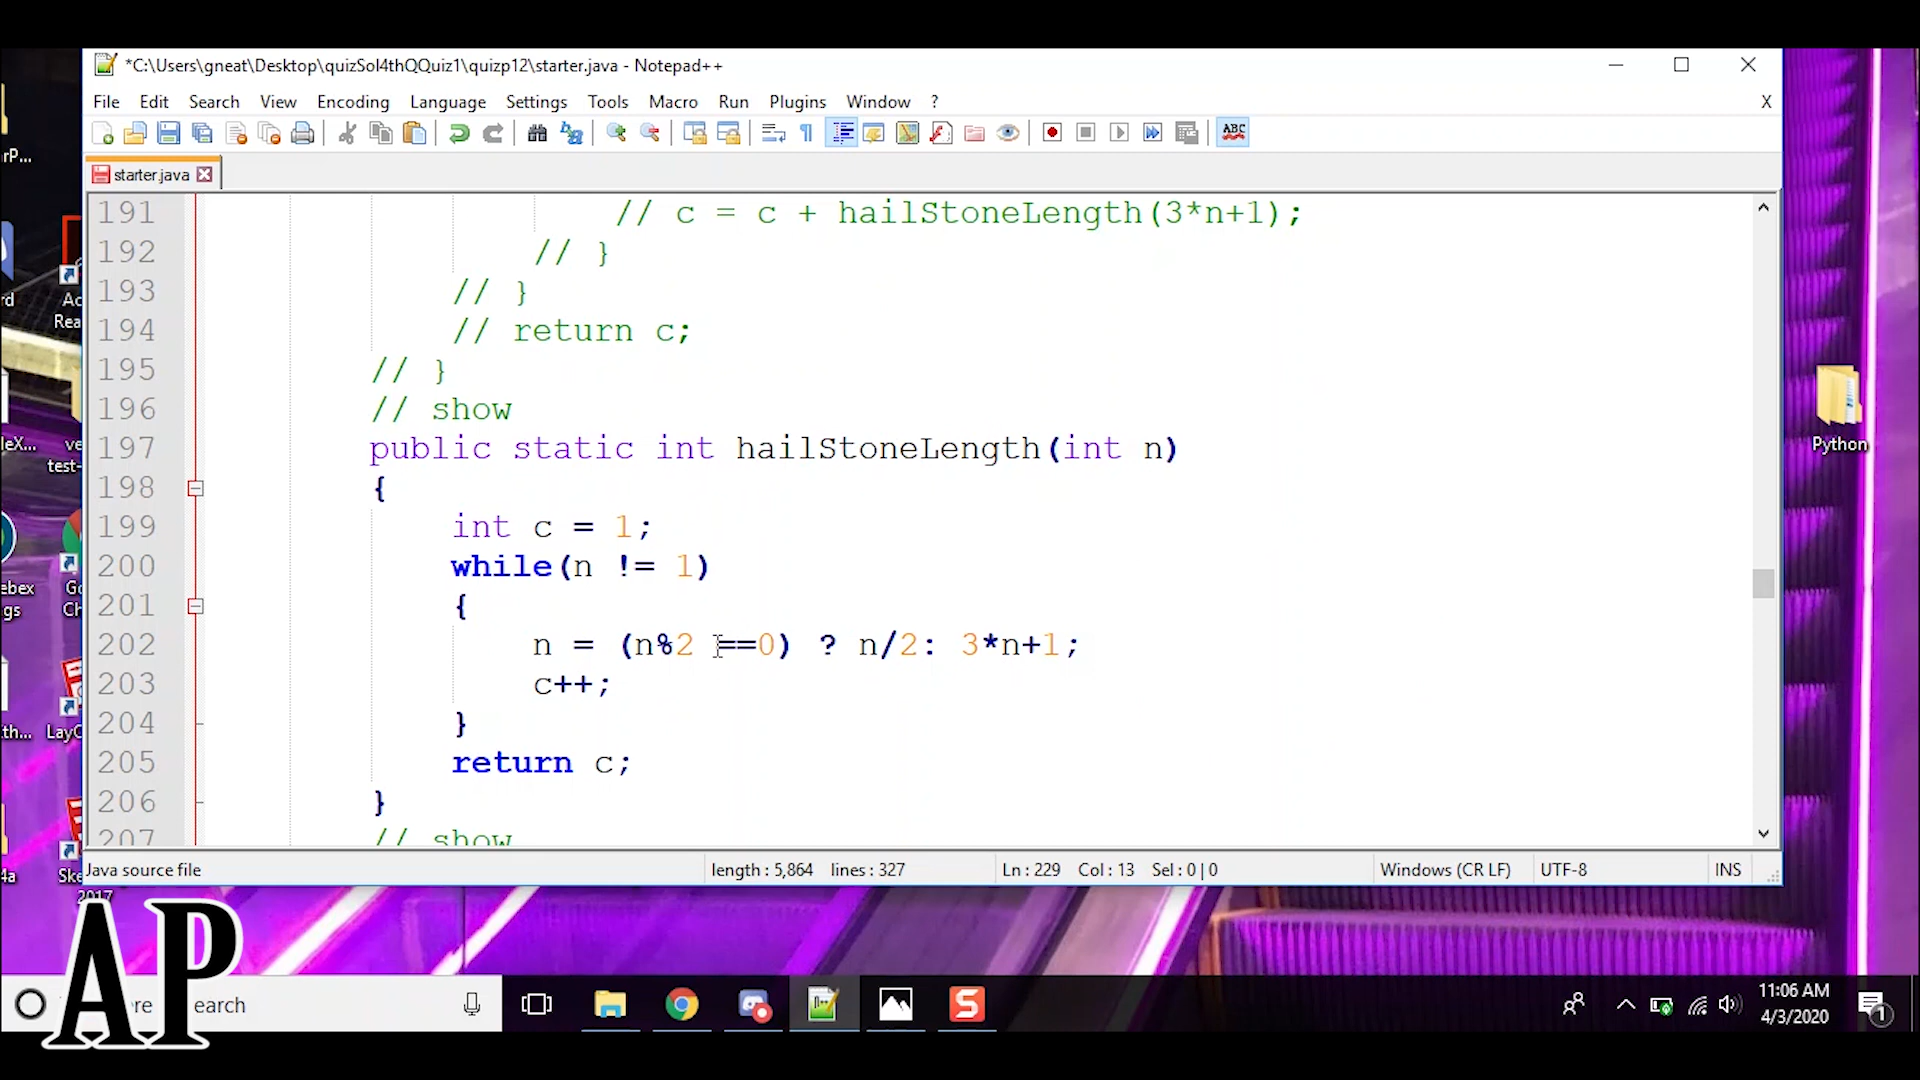 *C:\Users\gneat\Desktop\quizSol4thQQuiz1\quizp12\starter.java - Notepad++
File Edit Search View Encoding Language Settings Tools Macro Run Plugins Window ? X
ABC
starter.java
191 // c = c + hailStoneLength(3*n+1);
192 // }
193 // }
194 // return c;
195 // }
196 // show
197 public static int hailStoneLength(int n)
198 {
199 int c = 1;
200 while(n != 1)
201 {
202 n = (n%2 ==0) ? n/2: 3*n+1;
203 c++;
204 }
205 return c;
206 }
207 // show
Java source file length : 5,864 lines : 327 Ln : 229 Col : 13 Sel : 0 | 0 Windows (CR LF) UTF-8 INS
Python
2017
AP
earch
11:06 AM
4/3/2020
1